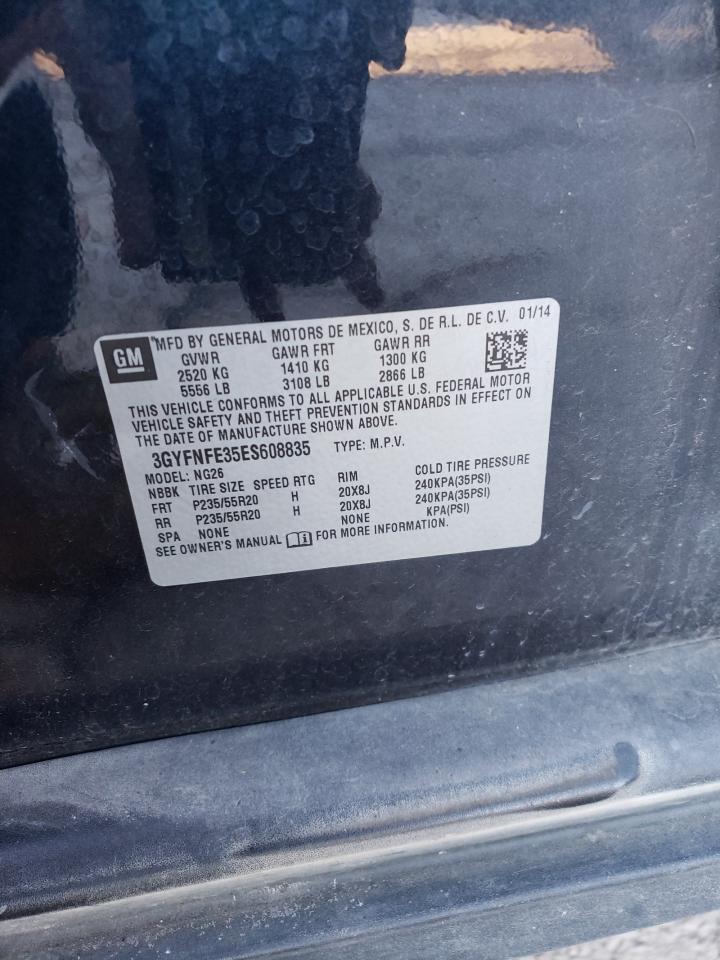 GM
MFD BY GENERAL MOTORS DE MEXICO, S. DE R.L. DE C.V. 01/14
GVWR GAWR FRT GAWR RR
2520 KG 1410 KG 1300 KG
5556 LB 3108 LB 2866 LB
THIS VEHICLE CONFORMS TO ALL APPLICABLE U.S. FEDERAL MOTOR
VEHICLE SAFETY AND THEFT PREVENTION STANDARDS IN EFFECT ON
THE DATE OF MANUFACTURE SHOWN ABOVE.
3GYFNFE35ES608835 TYPE: M.P.V.
MODEL: NG26
NBBK TIRE SIZE SPEED RTG RIM COLD TIRE PRESSURE
FRT P235/55R20 H 20X8J 240KPA(35PSI)
RR P235/55R20 H 20X8J 240KPA(35PSI)
SPA NONE NONE KPA(PSI)
SEE OWNER'S MANUAL FOR MORE INFORMATION.